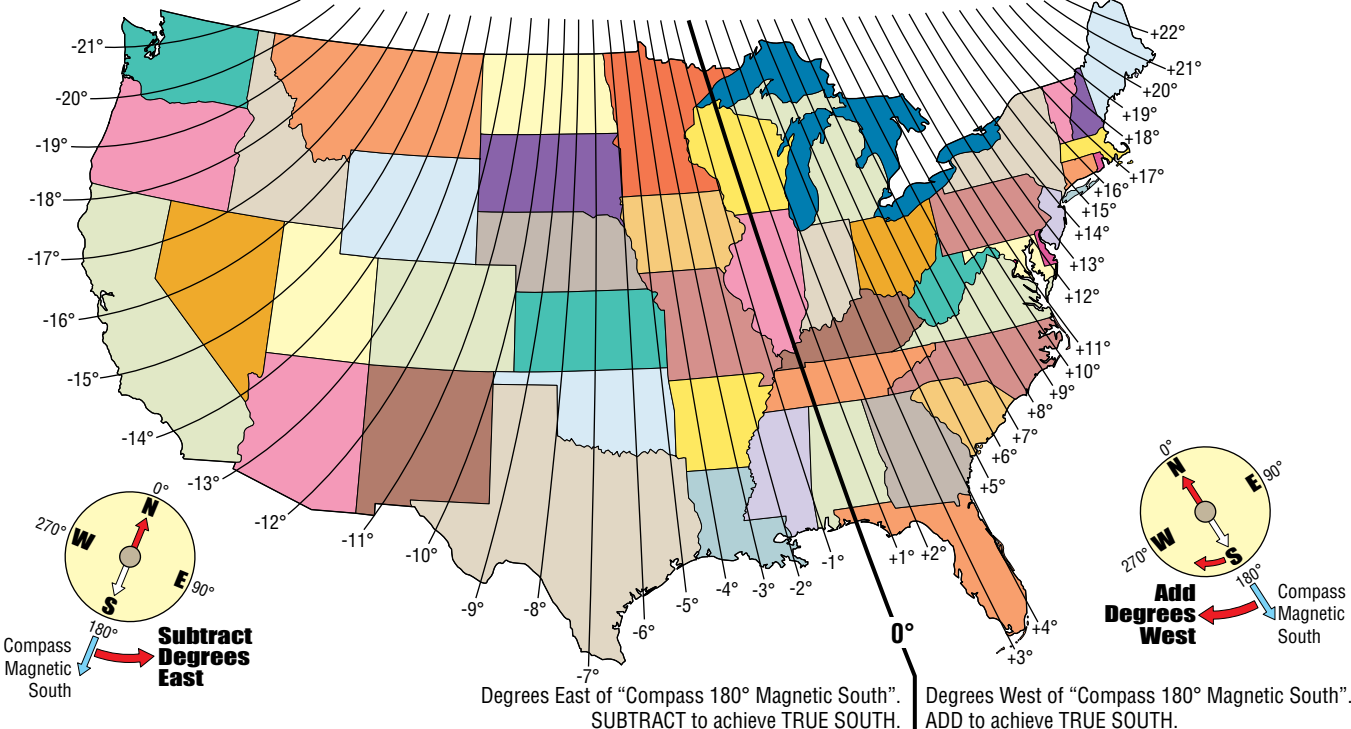 -21°
-20°
-19°
-18°
-17°
-16°
-15°
-14°
-13°
-12°
-11°
-10°
-9°
-8°
-7°
-6°
-5°
-4°
-3°
-2°
-1°
0°
+1°
+2°
+3°
+4°
+5°
+6°
+7°
+8°
+9°
+10°
+11°
+12°
+13°
+14°
+15°
+16°
+17°
+18°
+19°
+20°
+21°
+22°
0°
N
270°
W
E
90°
S
180°
Compass
Magnetic
South
Subtract
Degrees
East
0°
N
E
90°
W
270°
S
180°
Add
Degrees
West
Compass
Magnetic
South
Degrees East of “Compass 180° Magnetic South”.
SUBTRACT to achieve TRUE SOUTH.
Degrees West of “Compass 180° Magnetic South”.
ADD to achieve TRUE SOUTH.